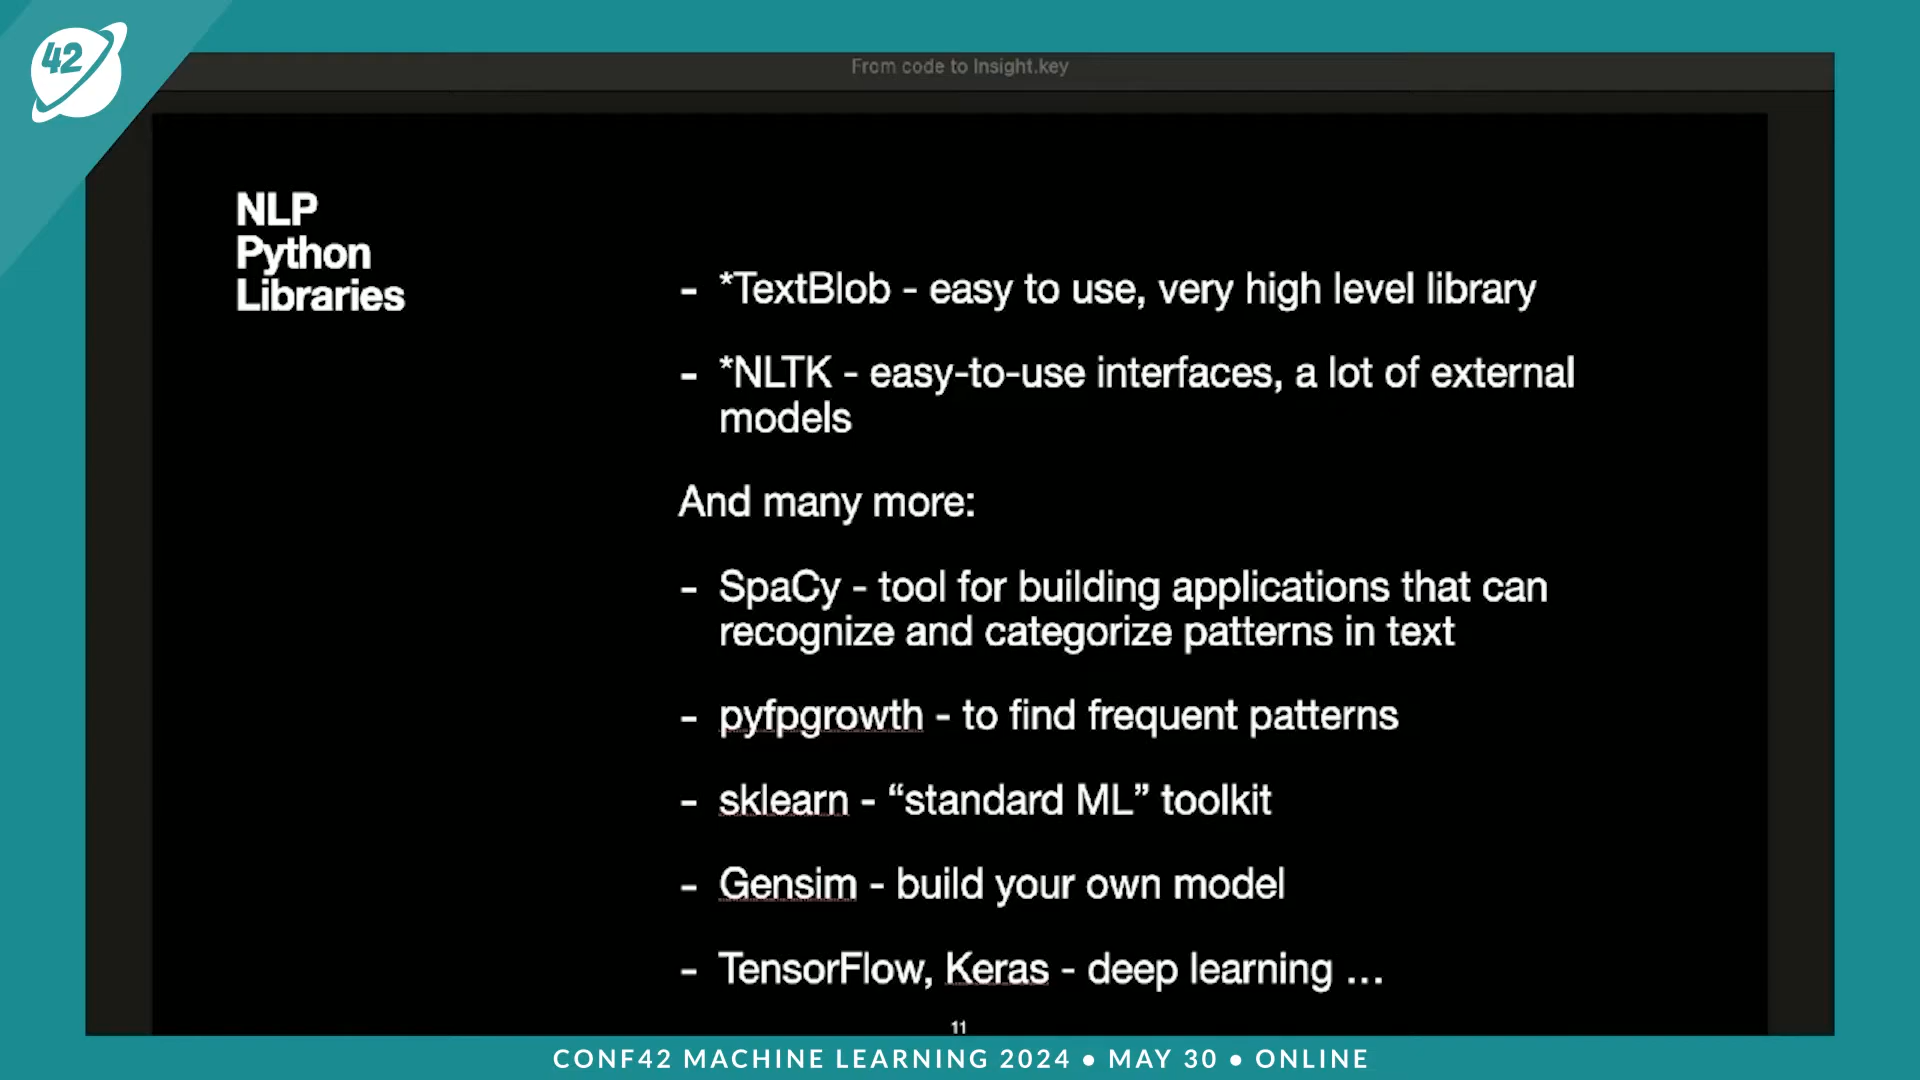 42
From code to Insight.key
NLP
Python
Libraries
- *TextBlob - easy to use, very high level library
- *NLTK - easy-to-use interfaces, a lot of external
models
And many more:
- SpaCy - tool for building applications that can
recognize and categorize patterns in text
- pyfpgrowth - to find frequent patterns
- sklearn - “standard ML” toolkit
- Gensim - build your own model
- TensorFlow, Keras - deep learning ...
11
CONF42 MACHINE LEARNING 2024 ● MAY 30 ● ONLINE